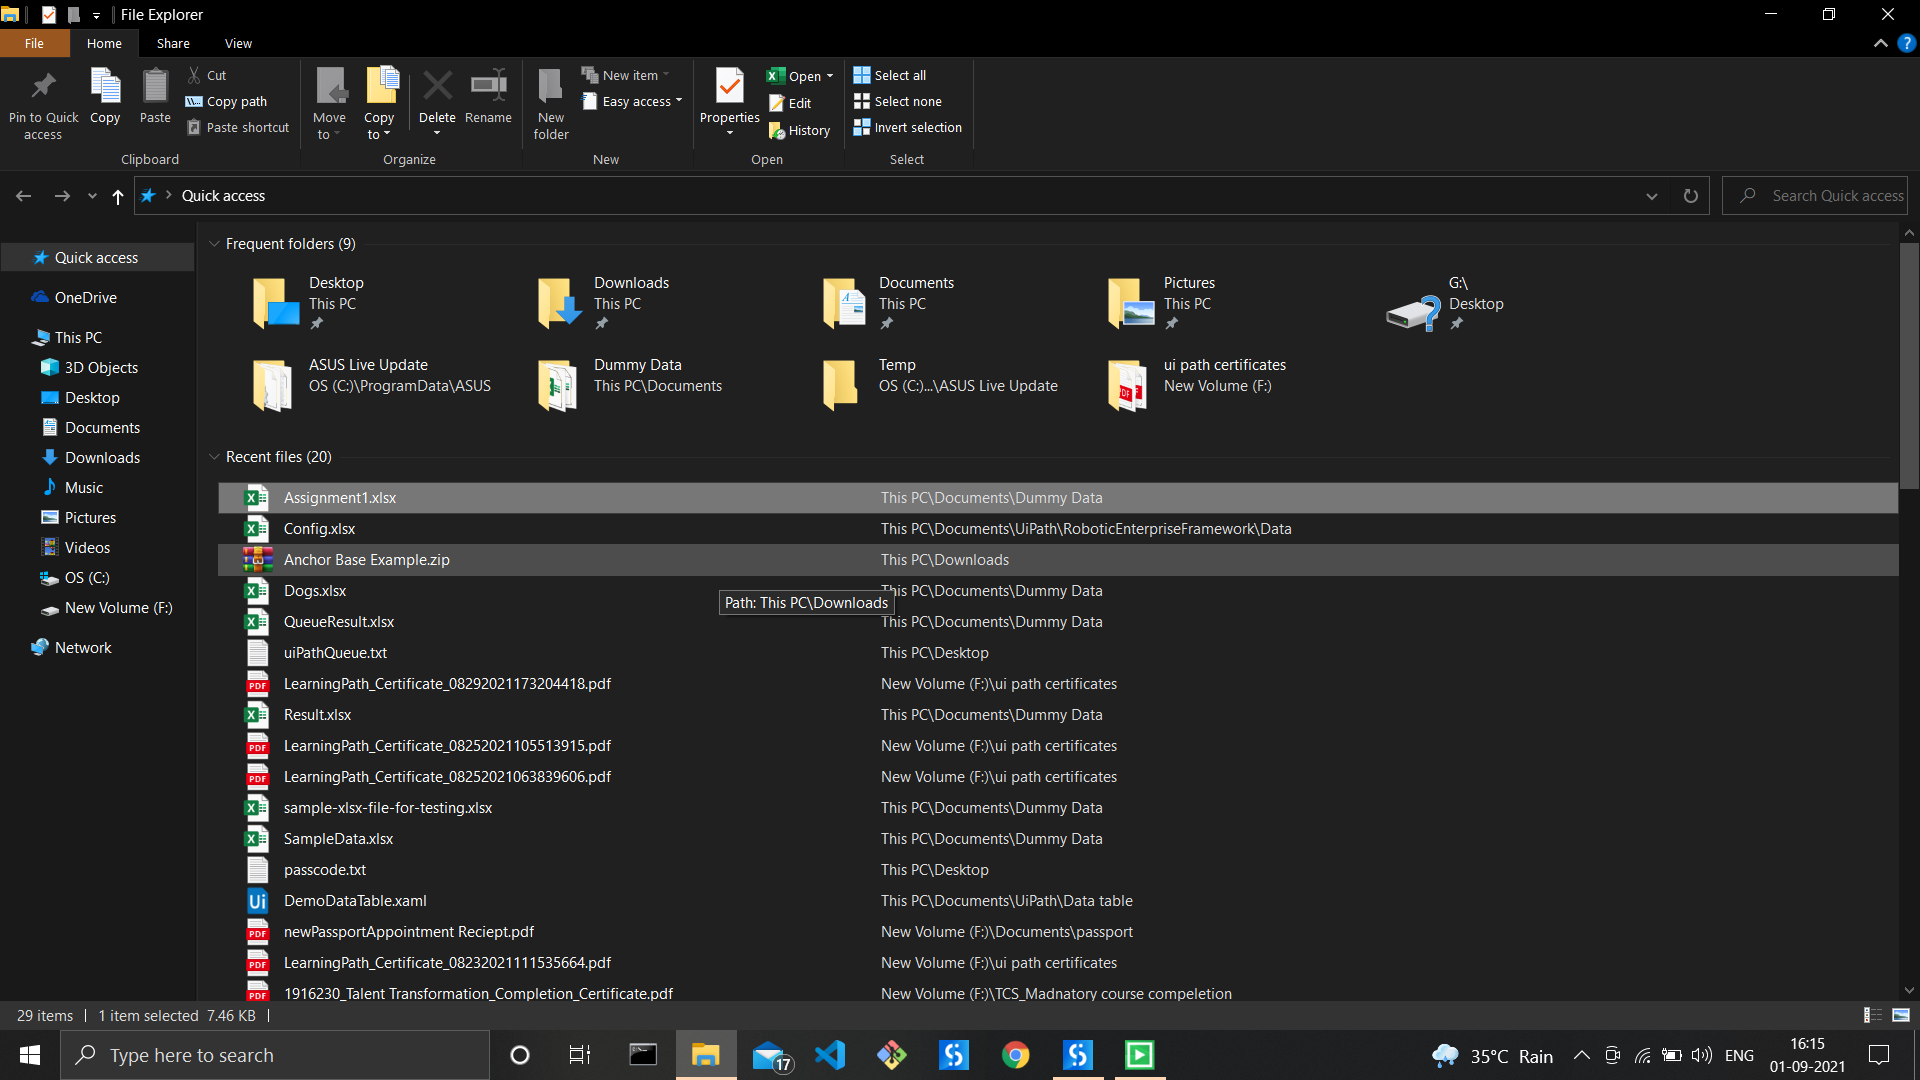 File Explorer
File Home Share View
Pin to Quick access
Copy
Paste
Cut
Copy path
Paste shortcut
Clipboard
Move to
Copy to
Delete
Rename
Organize
New folder
New item
Easy access
New
Properties
Open
Edit
History
Open
Select all
Select none
Invert selection
Select
Quick access
Search Quick access
Quick access
OneDrive
This PC
3D Objects
Desktop
Documents
Downloads
Music
Pictures
Videos
OS (C:)
New Volume (F:)
Network
Frequent folders (9)
Desktop
This PC
Downloads
This PC
Documents
This PC
Pictures
This PC
G:\
Desktop
ASUS Live Update
OS (C:)\ProgramData\ASUS
Dummy Data
This PC\Documents
Temp
OS (C:)...\ASUS Live Update
ui path certificates
New Volume (F:)
Recent files (20)
Assignment1.xlsx This PC\Documents\Dummy Data
Config.xlsx This PC\Documents\UiPath\RoboticEnterpriseFramework\Data
Anchor Base Example.zip This PC\Downloads
Dogs.xlsx This PC\Documents\Dummy Data
Path: This PC\Downloads
QueueResult.xlsx This PC\Documents\Dummy Data
uiPathQueue.txt This PC\Desktop
LearningPath_Certificate_08292021173204418.pdf New Volume (F:)\ui path certificates
Result.xlsx This PC\Documents\Dummy Data
LearningPath_Certificate_08252021105513915.pdf New Volume (F:)\ui path certificates
LearningPath_Certificate_08252021063839606.pdf New Volume (F:)\ui path certificates
sample-xlsx-file-for-testing.xlsx This PC\Documents\Dummy Data
SampleData.xlsx This PC\Documents\Dummy Data
passcode.txt This PC\Desktop
DemoDataTable.xaml This PC\Documents\UiPath\Data table
newPassportAppointment Reciept.pdf New Volume (F:)\Documents\passport
LearningPath_Certificate_08232021111535664.pdf New Volume (F:)\ui path certificates
1916230_Talent Transformation_Completion_Certificate.pdf New Volume (F:)\TCS_Madnatory course compeletion
29 items 1 item selected 7.46 KB
Type here to search
17
35°C Rain
ENG
16:15
01-09-2021